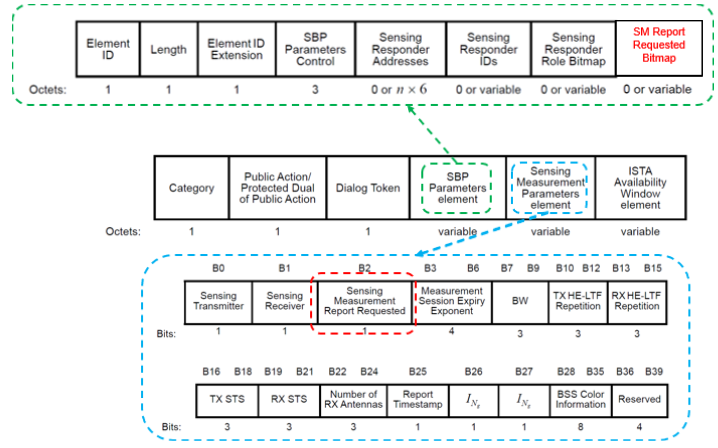 Element ID Length Element ID Extension SBP Parameters Control Sensing Responder Addresses Sensing Responder IDs Sensing Responder Role Bitmap SM Report Requested Bitmap
Octets: 1 1 1 3 0 or n × 6 0 or variable 0 or variable 0 or variable
Category Public Action/ Protected Dual of Public Action Dialog Token SBP Parameters element Sensing Measurement Parameters element ISTA Availability Window element
Octets: 1 1 1 variable variable variable
B0 B1 B2 B3 B6 B7 B9 B10 B12 B13 B15
Sensing Transmitter Sensing Receiver Sensing Measurement Report Requested Measurement Session Expiry Exponent BW TX HE-LTF Repetition RX HE-LTF Repetition
Bits: 1 1 1 4 3 3 3
B16 B18 B19 B21 B22 B24 B25 B26 B27 B28 B35 B36 B39
TX STS RX STS Number of RX Antennas Report Timestamp I_{N_g} I_{N_g} BSS Color Information Reserved
Bits: 3 3 3 1 1 1 8 4